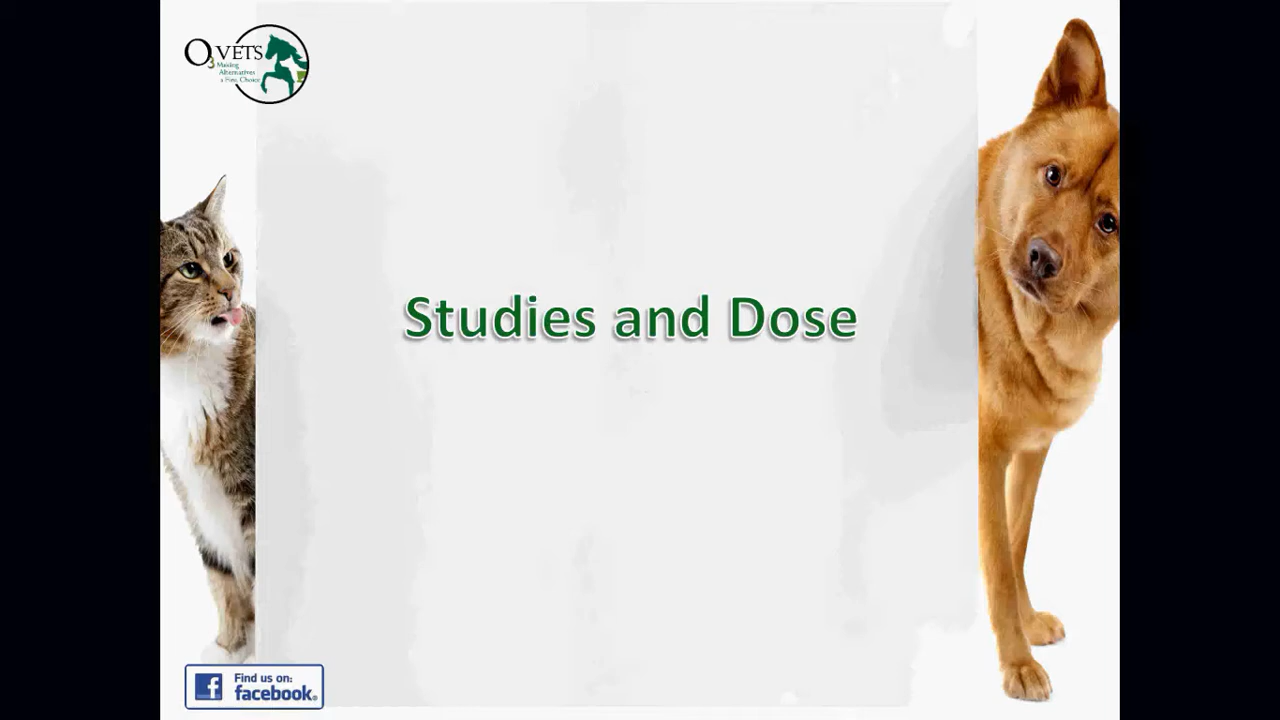 O3VETS
Making
Alternatives
a First Choice
Studies and Dose
Find us on:
facebook®